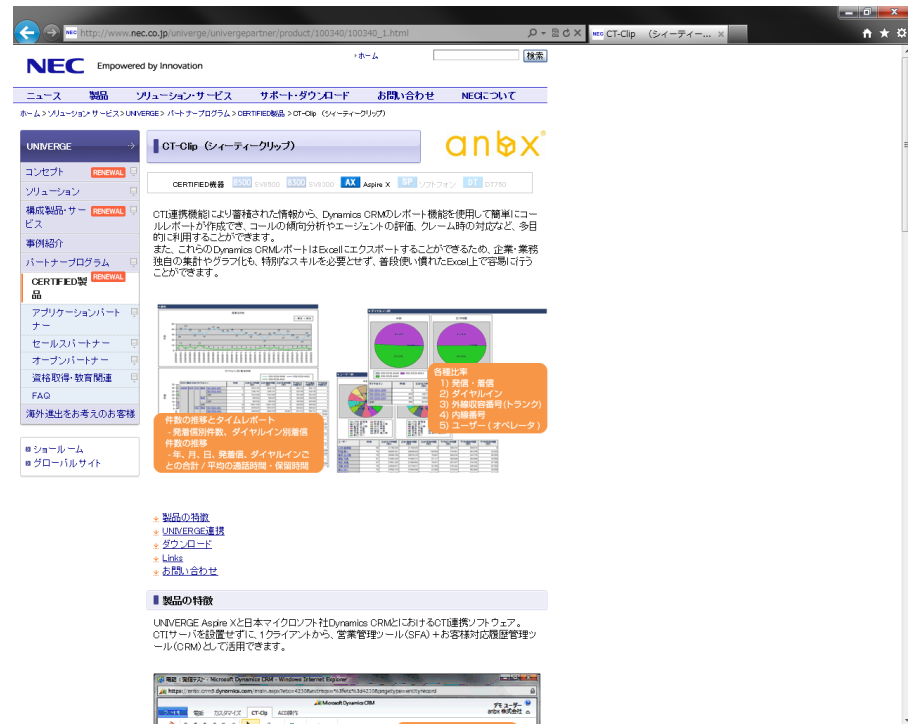 http://www.nec.co.jp/univerge/univergepartner/product/100340/100340_1.html
NEC CT-Clip （シィーティー...
NEC Empowered by Innovation
ホーム
検索
ニュース 製品 ソリューション・サービス サポート・ダウンロード お問い合わせ NECについて
ホーム > ソリューション・サービス > UNIVERGE > パートナープログラム > CERTIFIED製品 > CT-Clip （シィーティークリップ）
UNIVERGE
コンセプト RENEWAL
ソリューション
構成製品・サービス RENEWAL
事例紹介
パートナープログラム
CERTIFIED製品 RENEWAL
アプリケーションパートナー
セールスパートナー
オープンパートナー
資格取得・教育関連
FAQ
海外進出をお考えのお客様
ショールーム
グローバルサイト
CT-Clip （シィーティークリップ）
anbx
CERTIFIED機器 8500 SV8500 8300 SV8300 AX Aspire X SP ソフトフォン DT DT750
CTI連携機能により蓄積された情報から、Dynamics CRMのレポート機能を使用して簡単にコー
ルレポートが作成でき、コールの傾向分析やエージェントの評価、クレーム時の対応など、多目
的に利用することができます。
また、これらのDynamics CRMレポートはExcelにエクスポートすることができるため、企業・業務
独自の集計やグラフ化も、特別なスキルを必要とせず、普段使い慣れたExcel上で容易に行う
ことができます。
件数の推移とタイムレポート
- 発着信別件数、ダイヤルイン別着信
件数の推移
- 年、月、日、発着信、ダイヤルインご
との合計 / 平均の通話時間・保留時間
各種比率
1) 発信・着信
2) ダイヤルイン
3) 外線収容番号(トランク)
4) 内線番号
5) ユーザー ( オペレータ )
製品の特徴
UNIVERGE連携
ダウンロード
Links
お問い合わせ
製品の特徴
UNIVERGE Aspire Xと日本マイクロソフト社Dynamics CRMとにおけるCTI連携ソフトウェア。
CTIサーバを設置せずに、1クライアントから、営業管理ツール(SFA)＋お客様対応履歴管理ツ
ール(CRM)として活用できます。
Microsoft Dynamics CRM - Windows Internet Explorer
Microsoft Dynamics CRM
デモ ユーザー
anbx 株式会社
電話 カスタマイズ CT-Clip